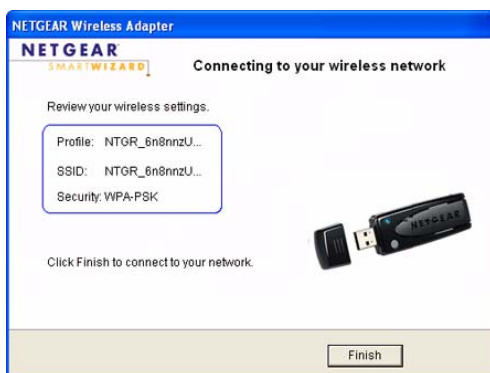 NETGEAR Wireless Adapter
NETGEAR
SMARTWIZARD
Connecting to your wireless network
Review your wireless settings.
Profile: NTGR_6n8nnzU...
SSID: NTGR_6n8nnzU...
Security: WPA-PSK
NETGEAR
Click Finish to connect to your network.
Finish